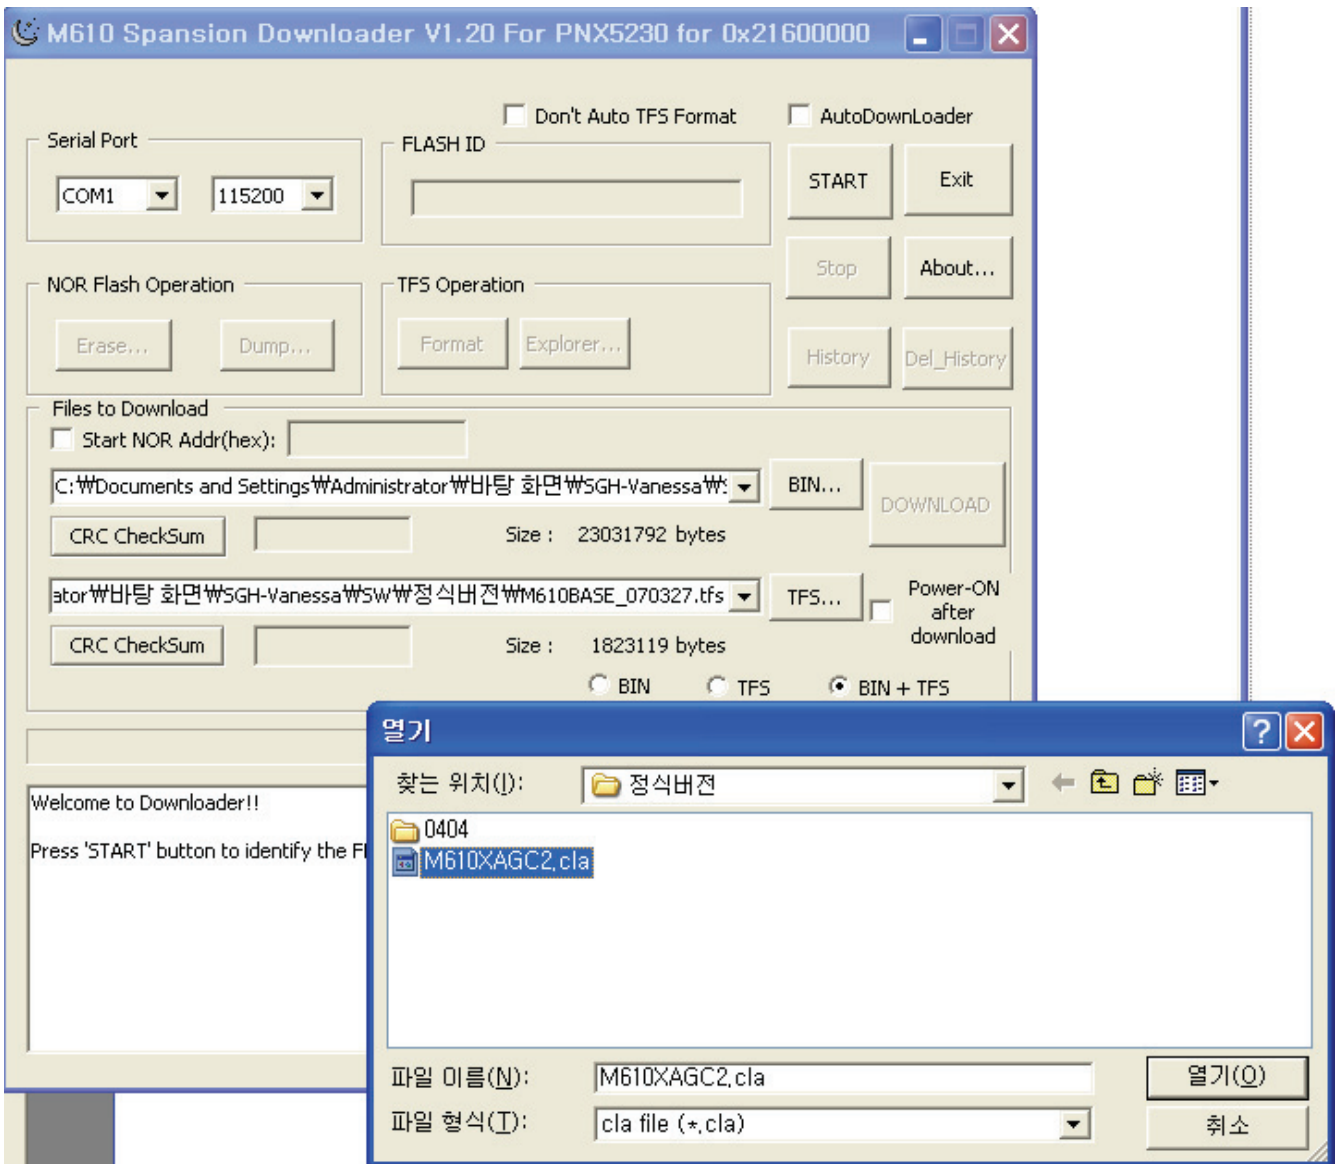 M610 Spansion Downloader V1.20 For PNX5230 for 0x21600000
Don't Auto TFS Format
AutoDownLoader
Serial Port
FLASH ID
COM1
115200
START
Exit
Stop
About...
NOR Flash Operation
TFS Operation
Erase...
Dump...
Format
Explorer...
History
Del_History
Files to Download
Start NOR Addr(hex):
C:₩Documents and Settings₩Administrator₩바탕 화면₩SGH-Vanessa₩
BIN...
DOWNLOAD
CRC CheckSum
Size : 23031792 bytes
ator₩바탕 화면₩SGH-Vanessa₩SW₩정식버전₩M610BASE_070327.tfs
TFS...
Power-ON
after
download
CRC CheckSum
Size : 1823119 bytes
BIN
TFS
BIN + TFS
Welcome to Downloader!!
Press 'START' button to identify the
열기
찾는 위치(I):
정식버전
0404
M610XAGC2.cla
파일 이름(N):
M610XAGC2.cla
열기(O)
파일 형식(T):
cla file (*.cla)
취소